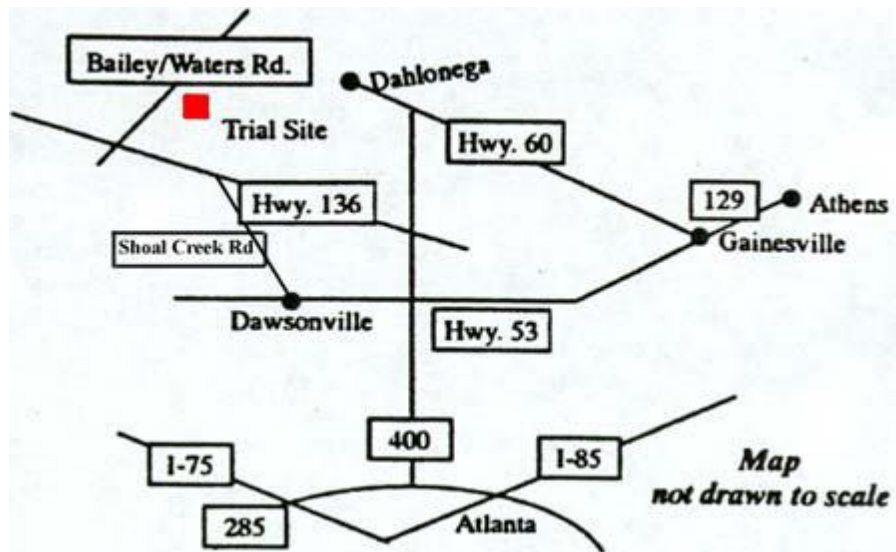 Bailey/Waters Rd.
Dahlonega
Trial Site
Hwy. 60
129
Athens
Hwy. 136
Gainesville
Shoal Creek Rd
Dawsonville
Hwy. 53
400
I-75
I-85
Map
not drawn to scale
285
Atlanta